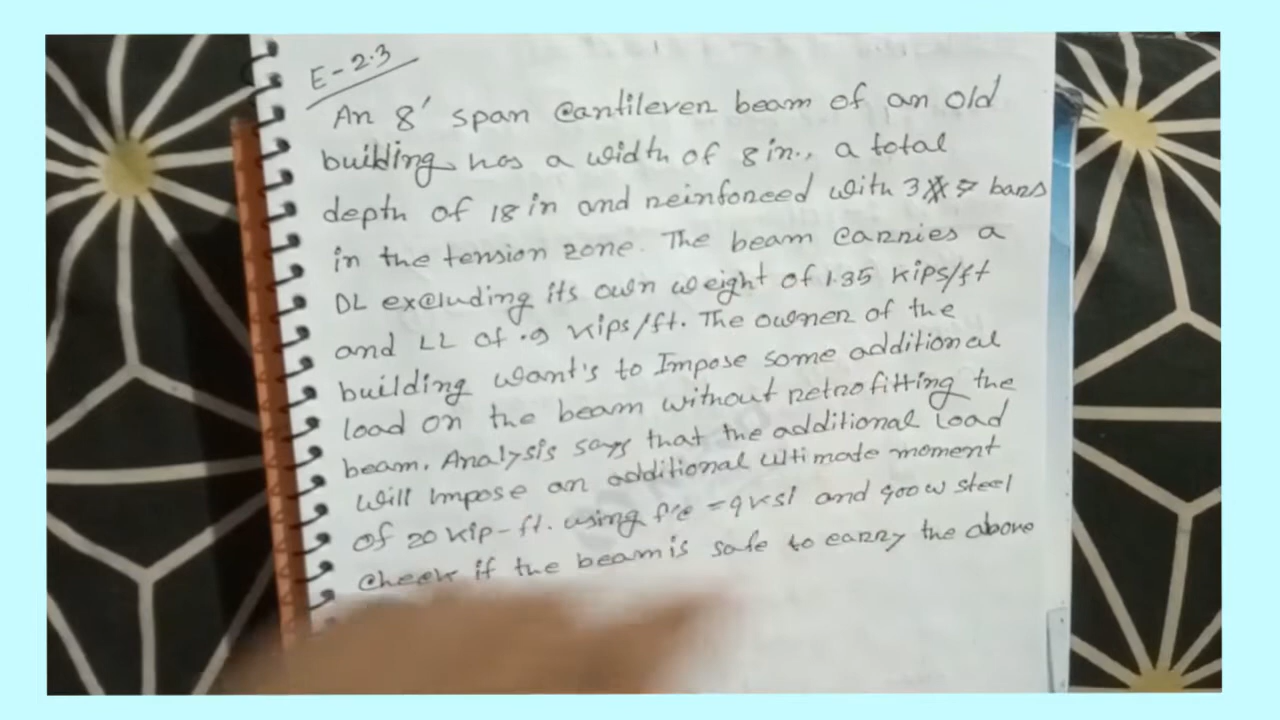 E-2.3
An 8' span Cantilever beam of an old
building has a width of 8 in., a total
depth of 18 in and reinforced with 3 # 7 bars
in the tension zone. The beam carries a
DL excluding its own weight of 1.35 kips/ft
and LL of .9 kips/ft. The owner of the
building want's to Impose some additional
load on the beam without retrofitting the
beam. Analysis says that the additional load
will Impose an additional ultimate moment
of 20 kip-ft. using f'c = 4 ksi and 400 W steel
Check if the beam is safe to carry the above